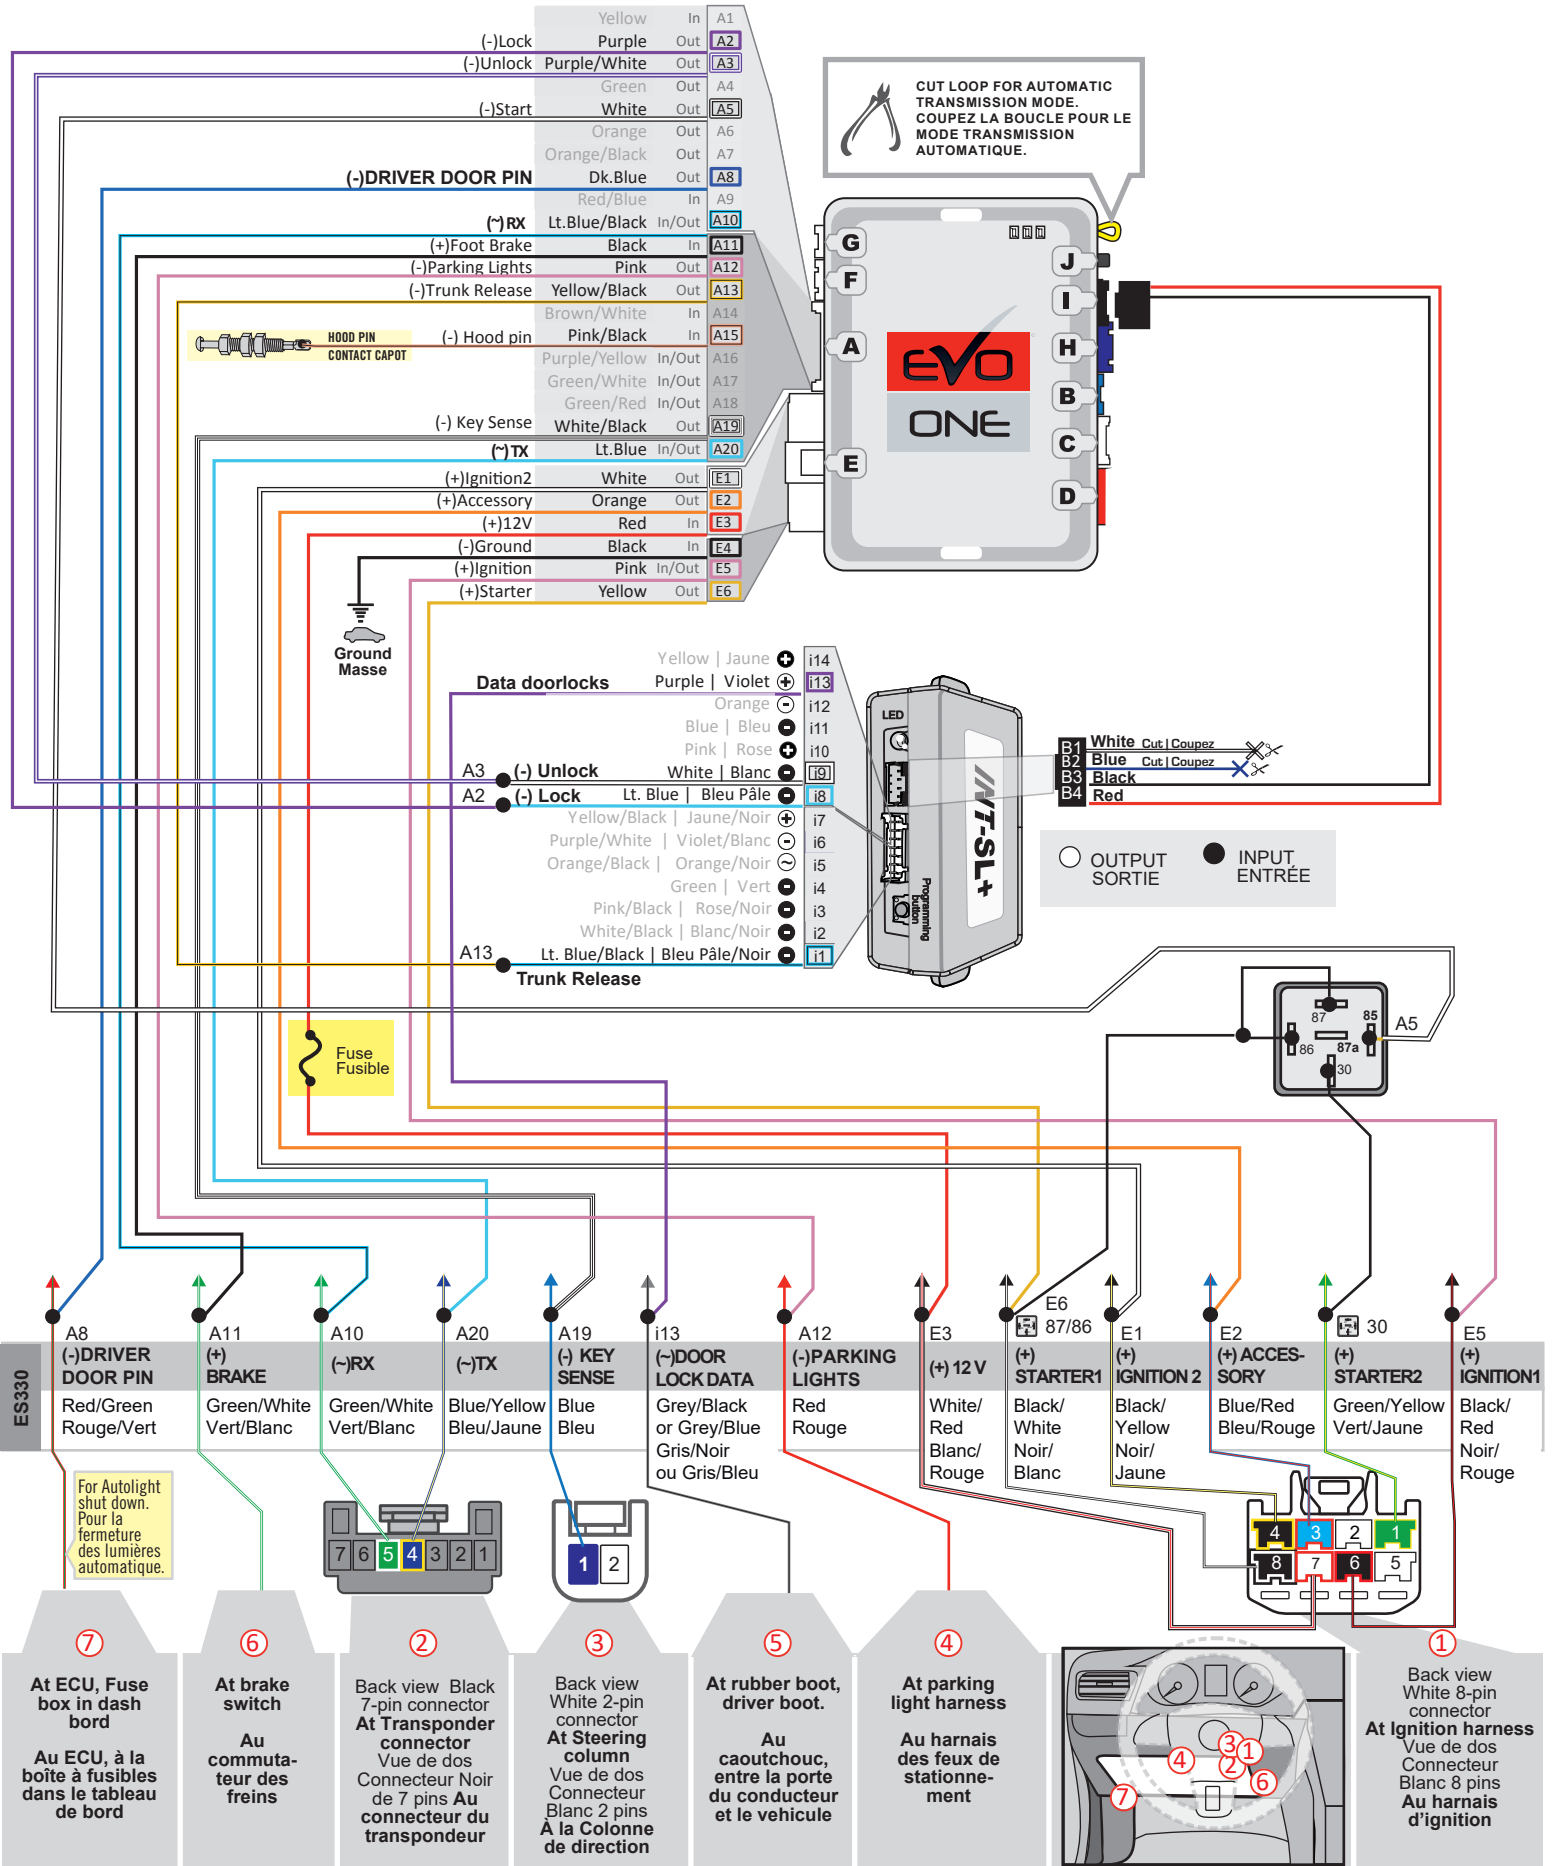 Yellow In A1
(-)Lock Purple Out A2
(-)Unlock Purple/White Out A3
Green Out A4
(-)Start White Out A5
Orange Out A6
Orange/Black Out A7
(-)DRIVER DOOR PIN Dk.Blue Out A8
Red/Blue In A9
(~)RX Lt.Blue/Black In/Out A10
(+)Foot Brake Black In A11
(-)Parking Lights Pink Out A12
(-)Trunk Release Yellow/Black Out A13
Brown/White In A14
HOOD PIN
CONTACT CAPOT
(-) Hood pin Pink/Black In A15
Purple/Yellow In/Out A16
Green/White In/Out A17
Green/Red In/Out A18
(-) Key Sense White/Black Out A19
(~)TX Lt.Blue In/Out A20
(+)Ignition2 White Out E1
(+)Accessory Orange Out E2
(+)12V Red In E3
(-)Ground Black In E4
(+)Ignition Pink In/Out E5
(+)Starter Yellow Out E6
Ground
Masse
CUT LOOP FOR AUTOMATIC
TRANSMISSION MODE.
COUPEZ LA BOUCLE POUR LE
MODE TRANSMISSION
AUTOMATIQUE.
G
F
A
E
J
I
H
B
C
D
EVO
ONE
Yellow | Jaune i14
Data doorlocks Purple | Violet i13
Orange i12
Blue | Bleu i11
Pink | Rose i10
A3 (-) Unlock White | Blanc i9
A2 (-) Lock Lt. Blue | Bleu Pâle i8
Yellow/Black | Jaune/Noir i7
Purple/White | Violet/Blanc i6
Orange/Black | Orange/Noir i5
Green | Vert i4
Pink/Black | Rose/Noir i3
White/Black | Blanc/Noir i2
A13 Lt. Blue/Black | Bleu Pâle/Noir i1
Trunk Release
LED
INT-SL+
Programming
button
B1 White Cut | Coupez
B2 Blue Cut | Coupez
B3 Black
B4 Red
OUTPUT
SORTIE
INPUT
ENTRÉE
Fuse
Fusible
87
85
86
87a
30
A5
ES330
A8
(-)DRIVER
DOOR PIN
Red/Green
Rouge/Vert
A11
(+)
BRAKE
Green/White
Vert/Blanc
A10
(~)RX
Green/White
Vert/Blanc
A20
(~)TX
Blue/Yellow
Bleu/Jaune
A19
(-) KEY
SENSE
Blue
Bleu
i13
(~)DOOR
LOCK DATA
Grey/Black
or Grey/Blue
Gris/Noir
ou Gris/Bleu
A12
(-)PARKING
LIGHTS
Red
Rouge
E3
(+) 12 V
White/
Red
Blanc/
Rouge
E6
87/86
(+)
STARTER1
Black/
White
Noir/
Blanc
E1
(+)
IGNITION 2
Black/
Yellow
Noir/
Jaune
E2
(+) ACCES-
SORY
Blue/Red
Bleu/Rouge
30
(+)
STARTER2
Green/Yellow
Vert/Jaune
E5
(+)
IGNITION1
Black/
Red
Noir/
Rouge
For Autolight
shut down.
Pour la
fermeture
des lumières
automatique.
7 6 5 4 3 2 1
1 2
4 3 2 1
8 7 6 5
7
At ECU, Fuse
box in dash
bord
Au ECU, à la
boîte à fusibles
dans le tableau
de bord
6
At brake
switch
Au
commuta-
teur des
freins
2
Back view Black
7-pin connector
At Transponder
connector
Vue de dos
Connecteur Noir
de 7 pins Au
connecteur du
transpondeur
3
Back view
White 2-pin
connector
At Steering
column
Vue de dos
Connecteur
Blanc 2 pins
À la Colonne
de direction
5
At rubber boot,
driver boot.
Au
caoutchouc,
entre la porte
du conducteur
et le vehicule
4
At parking
light harness
Au harnais
des feux de
stationne-
ment
3
1
4
2
6
7
1
Back view
White 8-pin
connector
At Ignition harness
Vue de dos
Connecteur
Blanc 8 pins
Au harnais
d'ignition